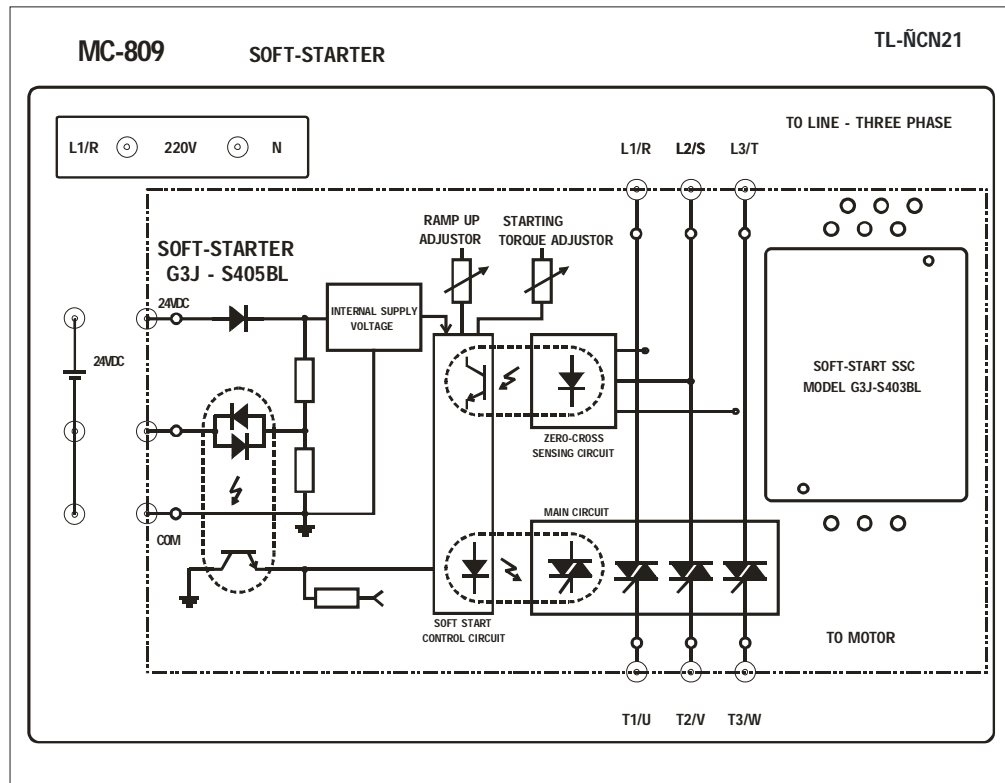 MC-809
SOFT-STARTER
TL-ÑCN21
L1/R 220V N
TO LINE - THREE PHASE
L1/R L2/S L3/T
RAMP UP
ADJUSTOR
STARTING
TORQUE ADJUSTOR
SOFT-STARTER
G3J - S405BL
24VDC
INTERNAL SUPPLY
VOLTAGE
24VDC
SOFT-START SSC
MODEL G3J-S403BL
ZERO-CROSS
SENSING CIRCUIT
MAIN CIRCUIT
COM
SOFT START
CONTROL CIRCUIT
TO MOTOR
T1/U T2/V T3/W